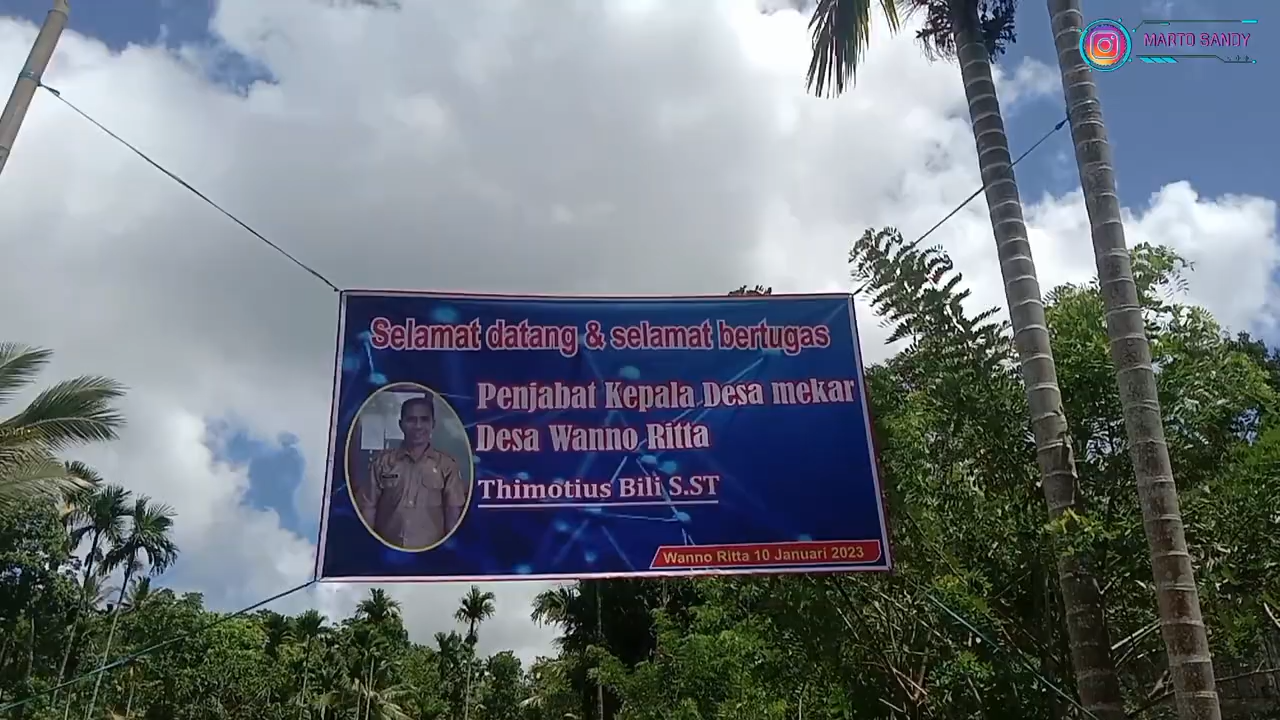 MARTO SANDY
Selamat datang & selamat bertugas
Penjabat Kepala Desa mekar
Desa Wanno Ritta
Thimotius Bili S.ST
Wanno Ritta 10 Januari 2023